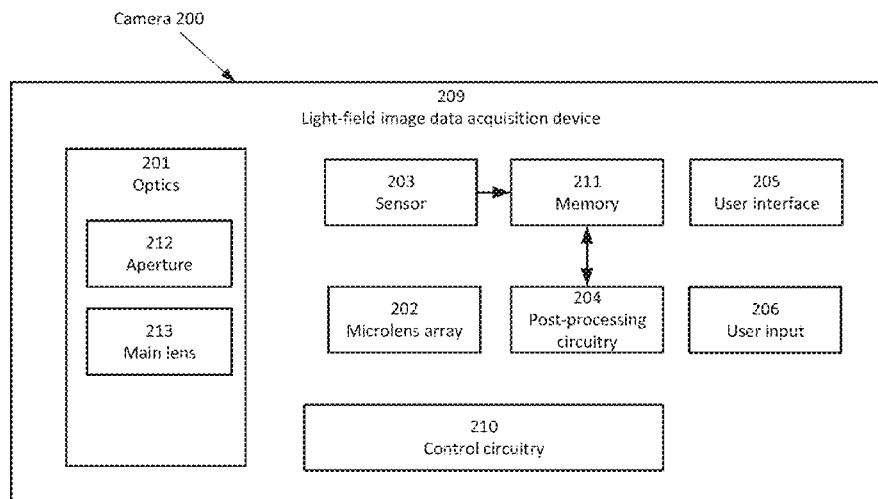 Camera 200
209
Light-field image data acquisition device
201
Optics
212
Aperture
213
Main lens
203
Sensor
211
Memory
205
User interface
202
Microlens array
204
Post-processing
circuitry
206
User input
210
Control circuitry